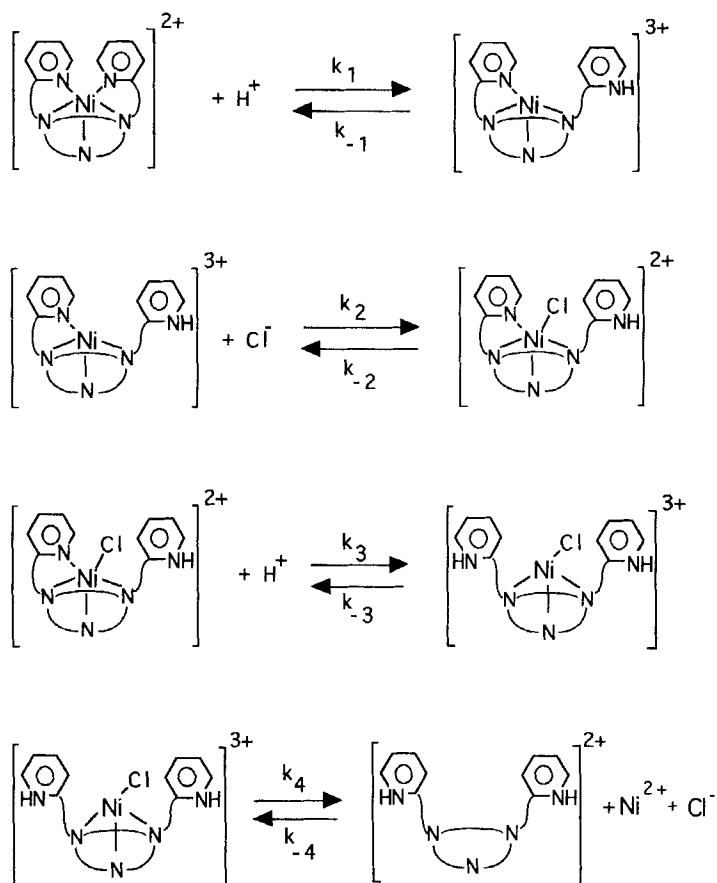 2+ 3+
N N Ni N N N + H⁺ k₁ k₋₁ N Ni NH N N N
3+ 2+
N Ni NH N N N + Cl⁻ k₂ k₋₂ N Cl Ni NH N N N
2+ 3+
N Cl Ni NH N N N + H⁺ k₃ k₋₃ HN Cl Ni NH N N N
3+ 2+
HN Cl Ni NH N N N k₄ k₋₄ HN NH N N N + Ni²⁺ + Cl⁻